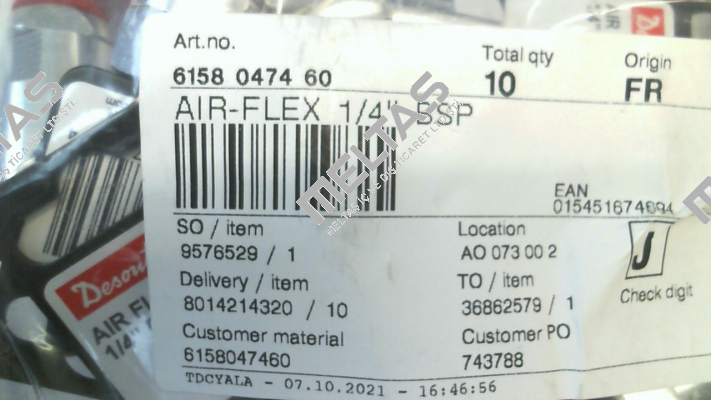 Art.no.
Total qty
Origin
6158 0474 60
10
FR
AIR-FLEX 1/4" BSP
EAN
SO / item
Location
9576529 / 1
AO 073 00 2
J
Delivery / item
TO / item
Check digit
8014214320 / 10
36862579 / 1
Customer material
Customer PO
6158047460
743788
TDCYALA - 07.10.2021 - 16:46:56
MELTAS